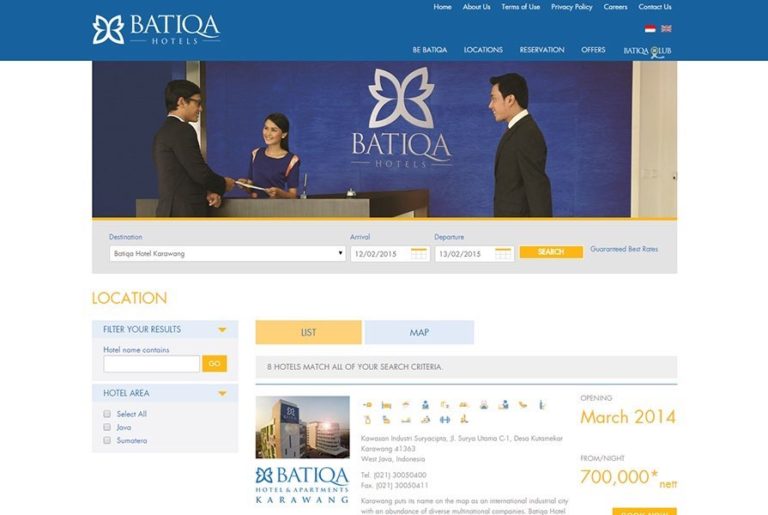 Home About Us Terms of Use Privacy Policy Careers Contact Us
BATIQA
HOTELS
BE BATIQA LOCATIONS RESERVATION OFFERS BATIQA CLUB
BATIQA
HOTELS
Destination Arrival Departure
Batiqa Hotel Karawang 12/02/2015 13/02/2015 SEARCH Guaranteed Best Rates
LOCATION
FILTER YOUR RESULTS LIST MAP
Hotel name contains
GO
8 HOTELS MATCH ALL OF YOUR SEARCH CRITERIA.
HOTEL AREA
Select All
Java
Sumatera
OPENING
March 2014
Kawasan Industri Suryacipta, Jl. Surya Utama C-1, Desa Kutamekar
Karawang 41363
West Java, Indonesia
FROM/NIGHT
700,000* nett
Tel. (021) 30050400
Fax. (021) 30050411
BATIQA
HOTEL & APARTMENTS
KARAWANG
Karawang puts its name on the map as an international industrial city
with an abundance of diverse multinational companies. Batiqa Hotel
BOOK NOW